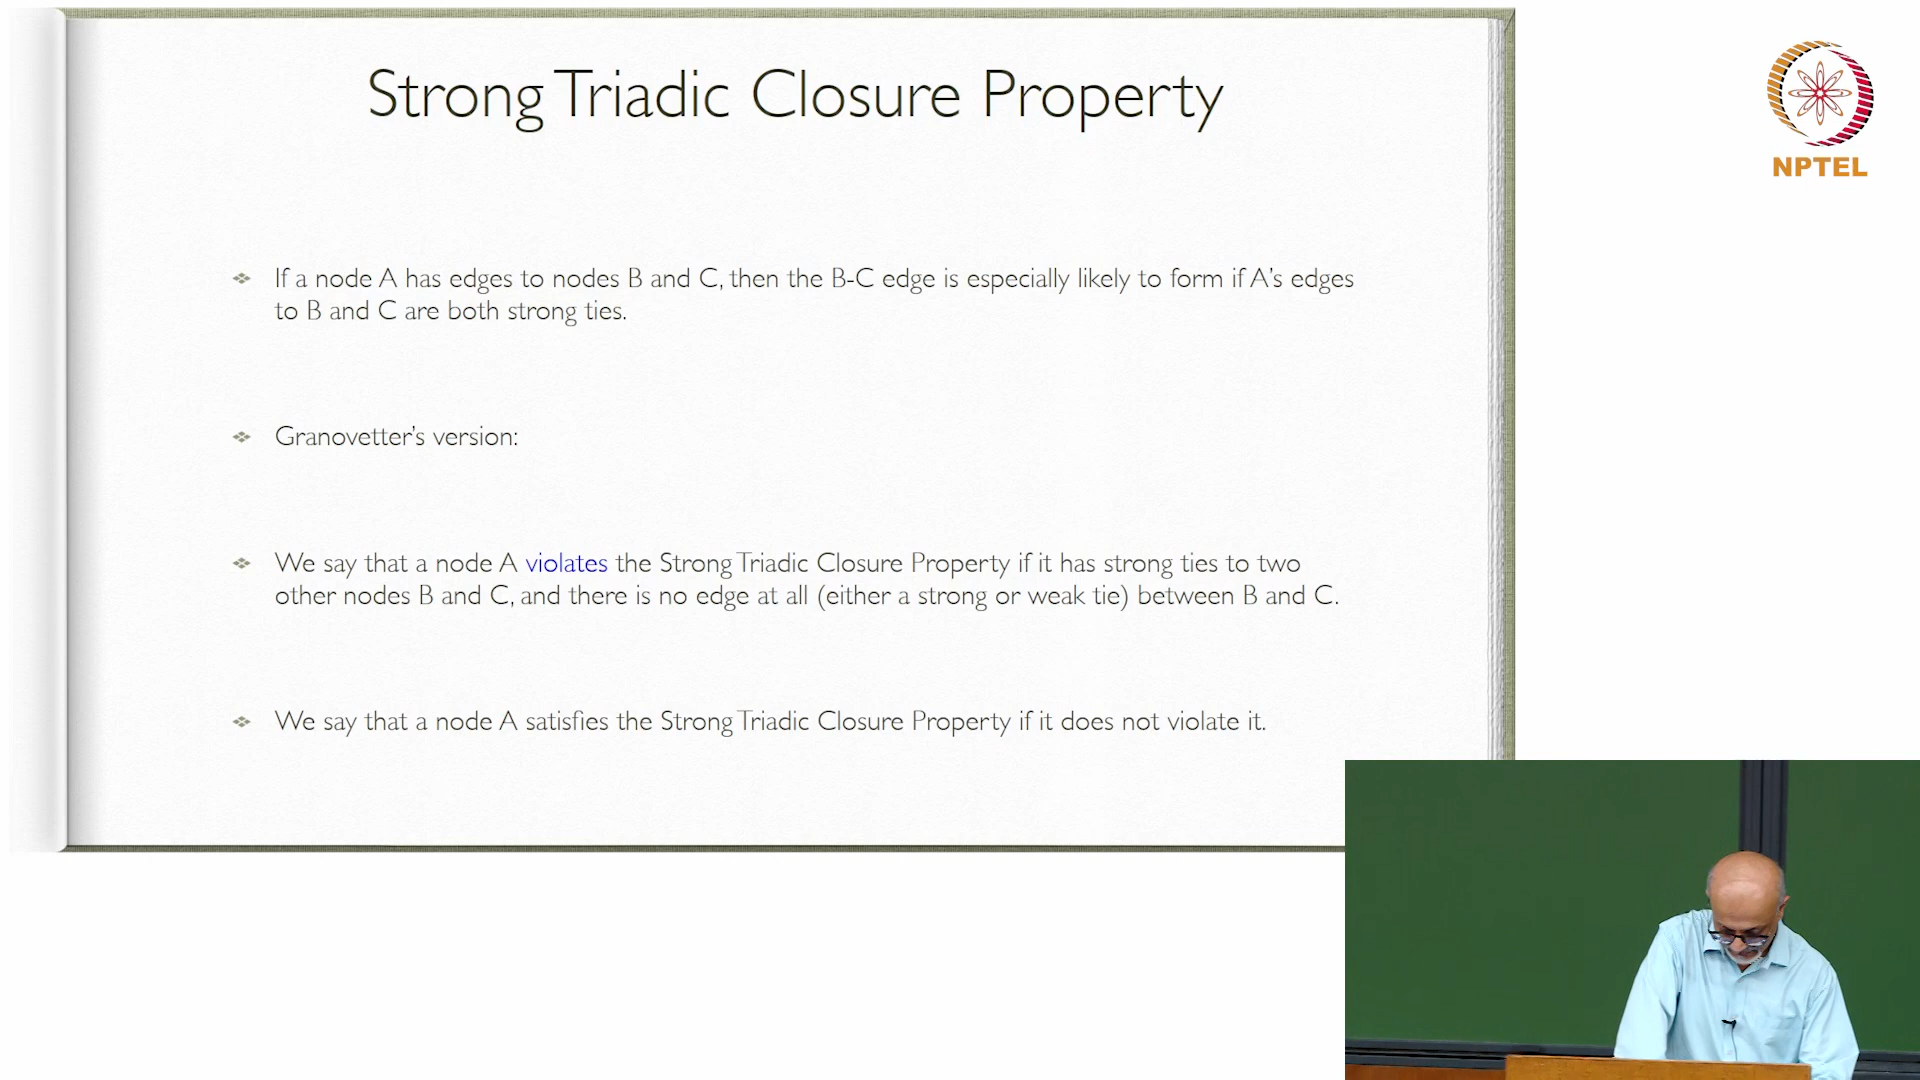 Strong Triadic Closure Property
NPTEL
If a node A has edges to nodes B and C, then the B-C edge is especially likely to form if A's edges
to B and C are both strong ties.
Granovetter's version:
We say that a node A violates the Strong Triadic Closure Property if it has strong ties to two
other nodes B and C, and there is no edge at all (either a strong or weak tie) between B and C.
We say that a node A satisfies the Strong Triadic Closure Property if it does not violate it.